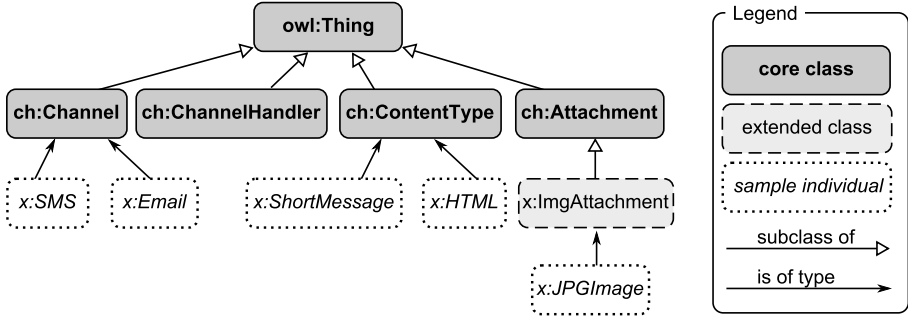 owl:Thing
ch:Channel
ch:ChannelHandler
ch:ContentType
ch:Attachment
x:SMS
x:Email
x:ShortMessage
x:HTML
x:ImgAttachment
x:JPGImage
Legend
core class
extended class
sample individual
subclass of
is of type